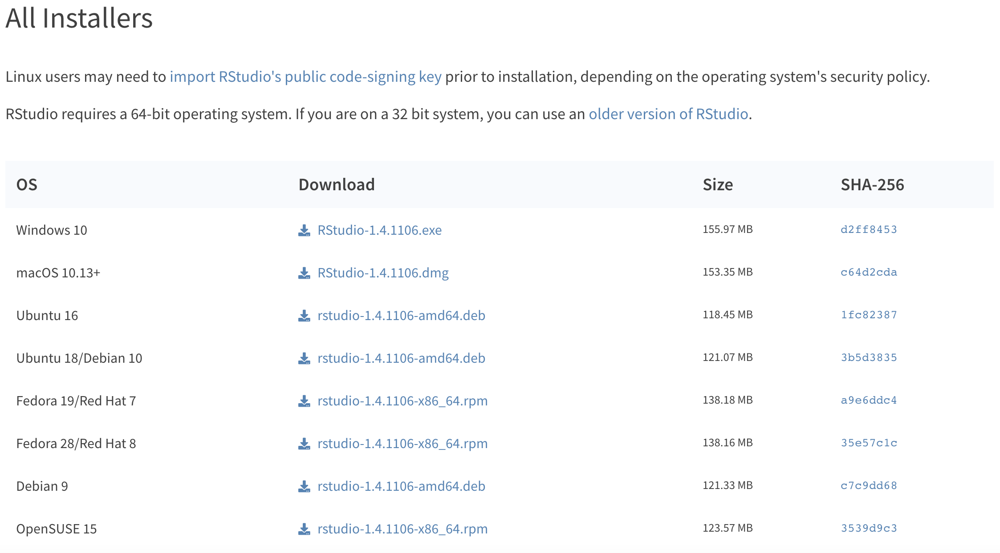 All Installers
Linux users may need to import RStudio's public code-signing key prior to installation, depending on the operating system's security policy.
RStudio requires a 64-bit operating system. If you are on a 32 bit system, you can use an older version of RStudio.
OS Download Size SHA-256
Windows 10 RStudio-1.4.1106.exe 155.97 MB d2ff8453
macOS 10.13+ RStudio-1.4.1106.dmg 153.35 MB c64d2cda
Ubuntu 16 rstudio-1.4.1106-amd64.deb 118.45 MB 1fc82387
Ubuntu 18/Debian 10 rstudio-1.4.1106-amd64.deb 121.07 MB 3b5d3835
Fedora 19/Red Hat 7 rstudio-1.4.1106-x86_64.rpm 138.18 MB a9e6ddc4
Fedora 28/Red Hat 8 rstudio-1.4.1106-x86_64.rpm 138.16 MB 35e57c1c
Debian 9 rstudio-1.4.1106-amd64.deb 121.33 MB c7c9dd68
OpenSUSE 15 rstudio-1.4.1106-x86_64.rpm 123.57 MB 3539d9c3